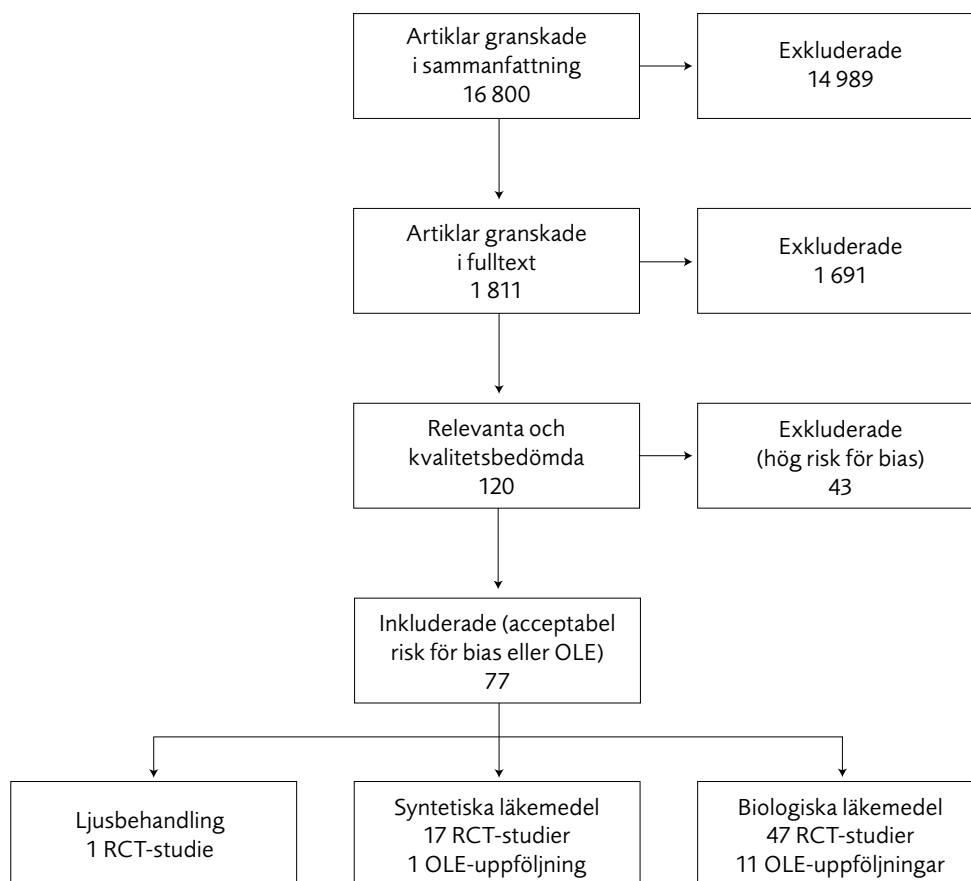 Artiklar granskade
i sammanfattning
16 800
Exkluderade
14 989
Artiklar granskade
i fulltext
1 811
Exkluderade
1 691
Relevanta och
kvalitetsbedömda
120
Exkluderade
(hög risk för bias)
43
Inkluderade (acceptabel
risk för bias eller OLE)
77
Ljusbehandling
1 RCT-studie
Syntetiska läkemedel
17 RCT-studier
1 OLE-uppföljning
Biologiska läkemedel
47 RCT-studier
11 OLE-uppföljningar